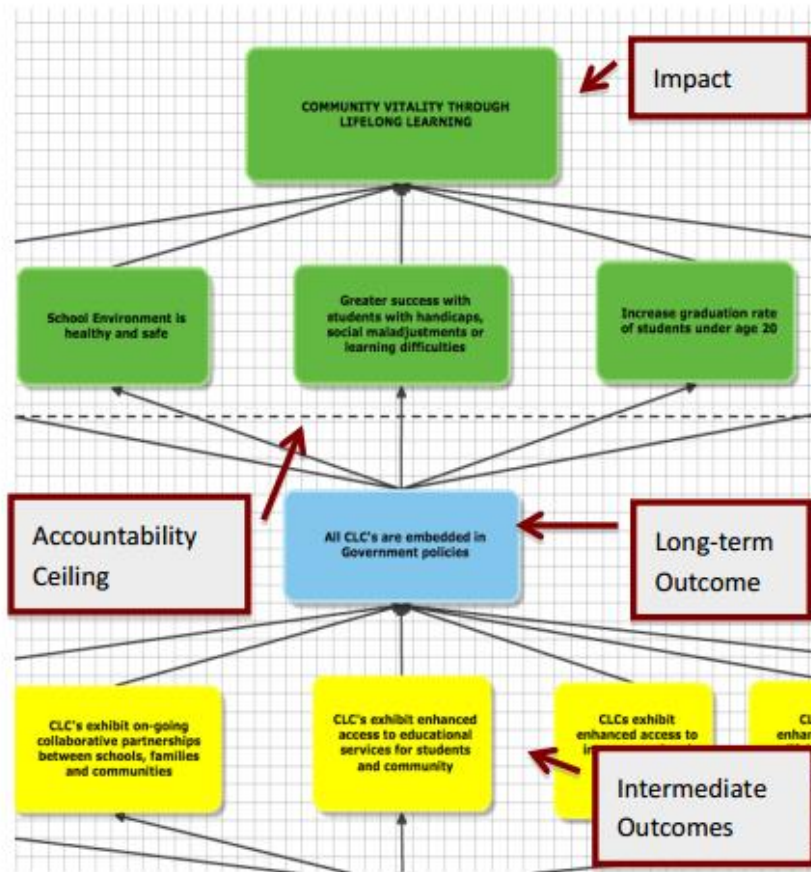 COMMUNITY VITALITY THROUGH
LIFELONG LEARNING
Impact
School Environment is
healthy and safe
Greater success with
students with handicaps,
social maladjustments or
learning difficulties
Increase graduation rate
of students under age 20
Accountability
Ceiling
All CLC's are embedded in
Government policies
Long-term
Outcome
CLC's exhibit on-going
collaborative partnerships
between schools, families
and communities
CLC's exhibit enhanced
access to educational
services for students
and community
CLCs exhibit
enhanced access to
Intermediate
Outcomes